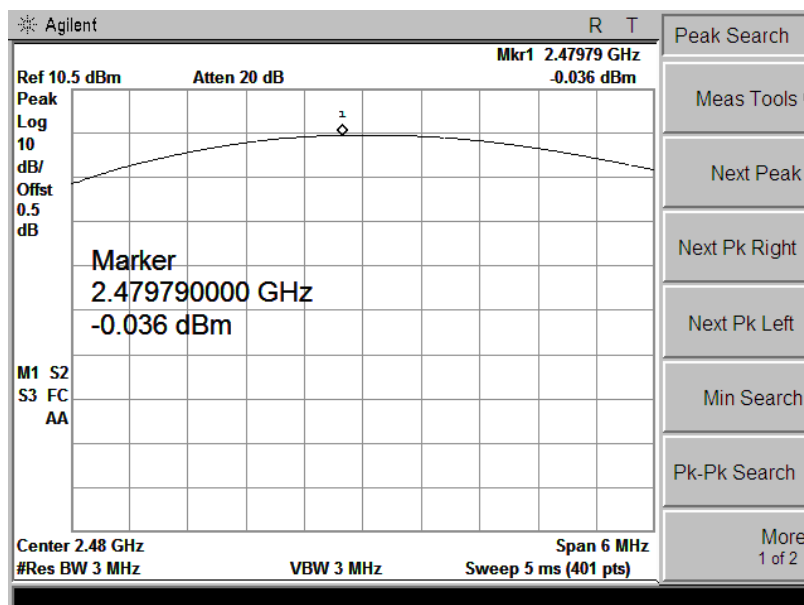 Agilent R T
Mkr1 2.47979 GHz
Ref 10.5 dBm Atten 20 dB -0.036 dBm
Peak
Log
10
dB/
Offst
0.5
dB
1
Marker
2.479790000 GHz
-0.036 dBm
M1 S2
S3 FC
AA
Center 2.48 GHz Span 6 MHz
#Res BW 3 MHz VBW 3 MHz Sweep 5 ms (401 pts)
Peak Search
Meas Tools
Next Peak
Next Pk Right
Next Pk Left
Min Search
Pk-Pk Search
More
1 of 2